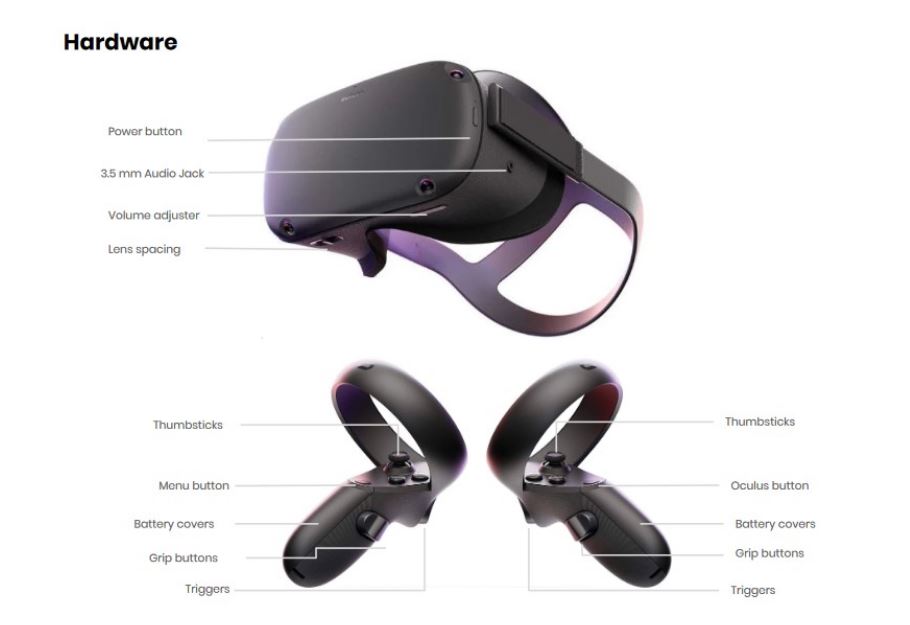 Hardware
Power button
3.5 mm Audio Jack
Volume adjuster
Lens spacing
Thumbsticks
Thumbsticks
Menu button
Oculus button
Battery covers
Battery covers
Grip buttons
Grip buttons
Triggers
Triggers